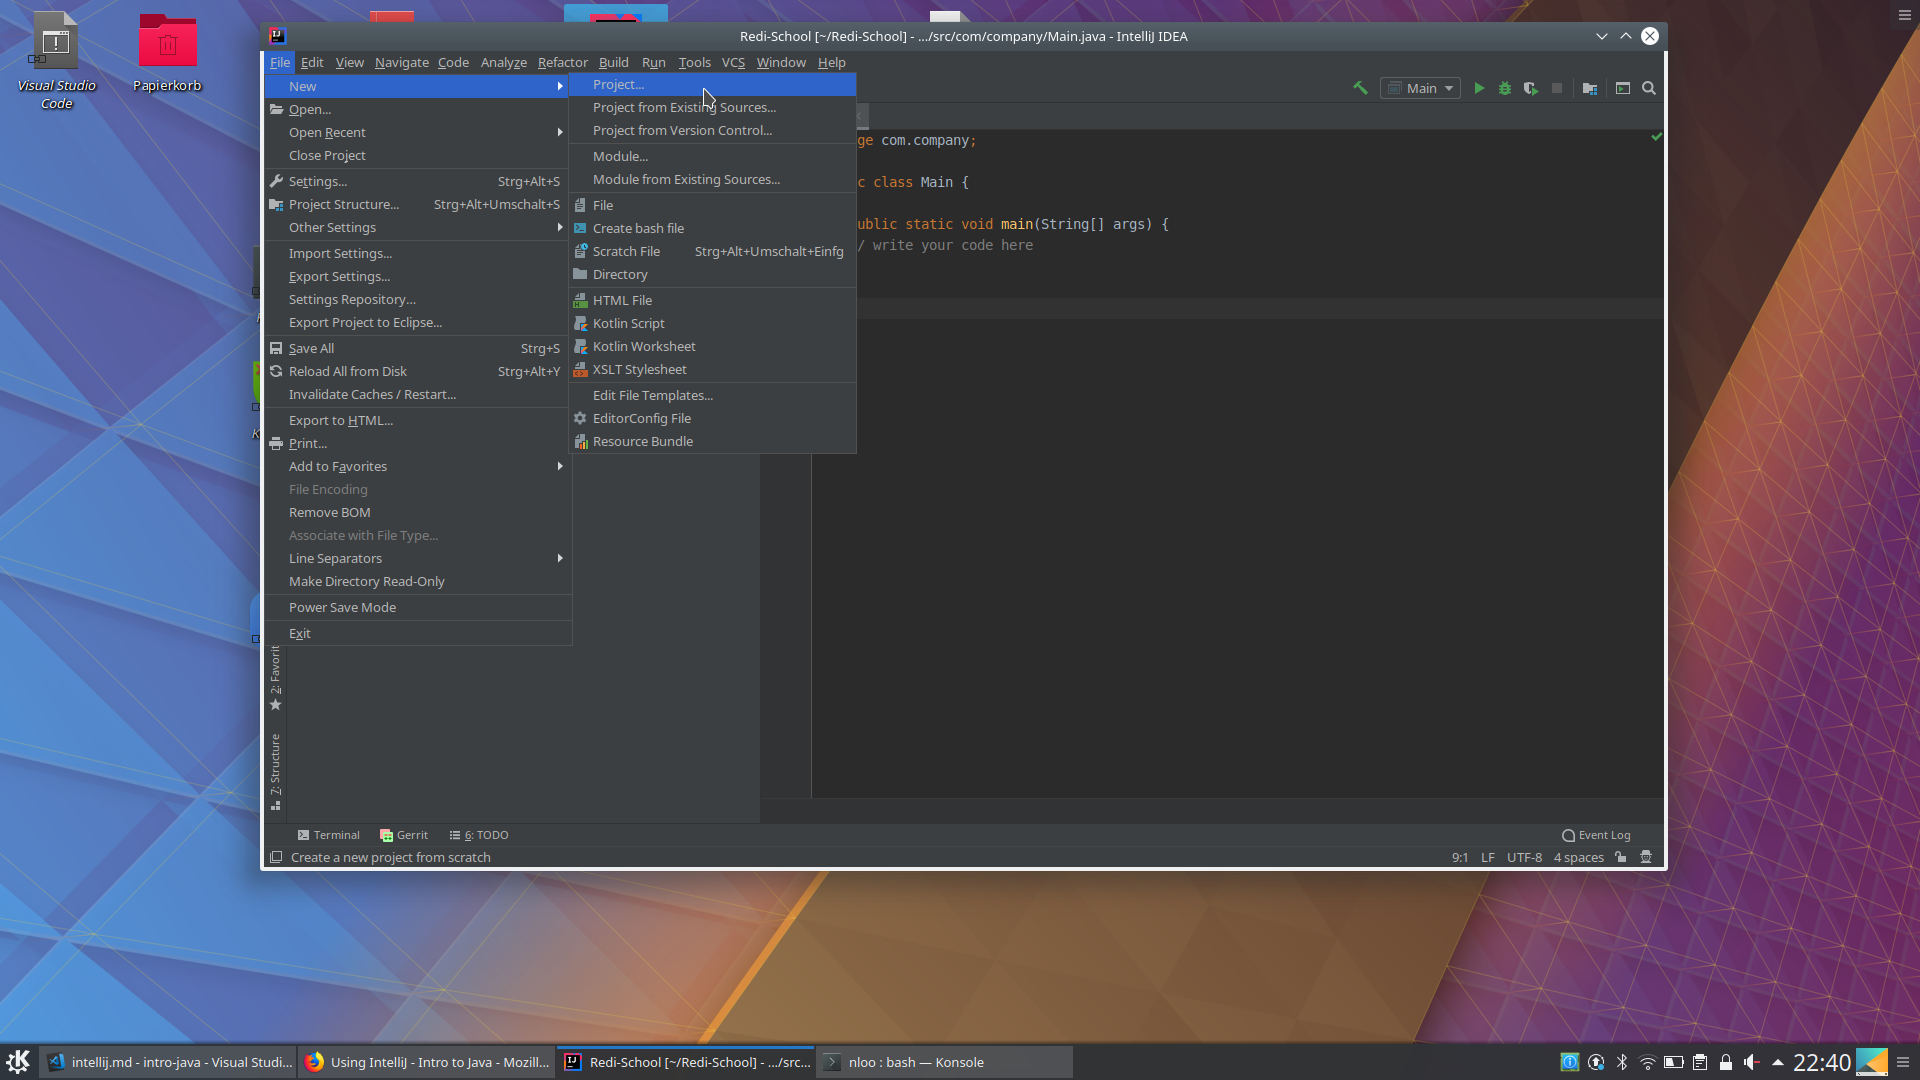 Visual Studio
Code
Papierkorb
Redi-School [~/Redi-School] - .../src/com/company/Main.java - IntelliJ IDEA
File Edit View Navigate Code Analyze Refactor Build Run Tools VCS Window Help
Main
New
Open...
Open Recent
Close Project
Settings... Strg+Alt+S
Project Structure... Strg+Alt+Umschalt+S
Other Settings
Import Settings...
Export Settings...
Settings Repository...
Export Project to Eclipse...
Save All Strg+S
Reload All from Disk Strg+Alt+Y
Invalidate Caches / Restart...
Export to HTML...
Print...
Add to Favorites
File Encoding
Remove BOM
Associate with File Type...
Line Separators
Make Directory Read-Only
Power Save Mode
Exit
Project...
Project from Existing Sources...
Project from Version Control...
Module...
Module from Existing Sources...
File
Create bash file
Scratch File Strg+Alt+Umschalt+Einfg
Directory
HTML File
Kotlin Script
Kotlin Worksheet
XSLT Stylesheet
Edit File Templates...
EditorConfig File
Resource Bundle
ge com.company;
c class Main {
ublic static void main(String[] args) {
/ write your code here
2: Favorit
7: Structure
Terminal Gerrit 6: TODO Event Log
Create a new project from scratch 9:1 LF UTF-8 4 spaces
intellij.md - intro-java - Visual Studi... Using IntelliJ - Intro to Java - Mozill... Redi-School [~/Redi-School] - .../src... nloo : bash — Konsole 22:40